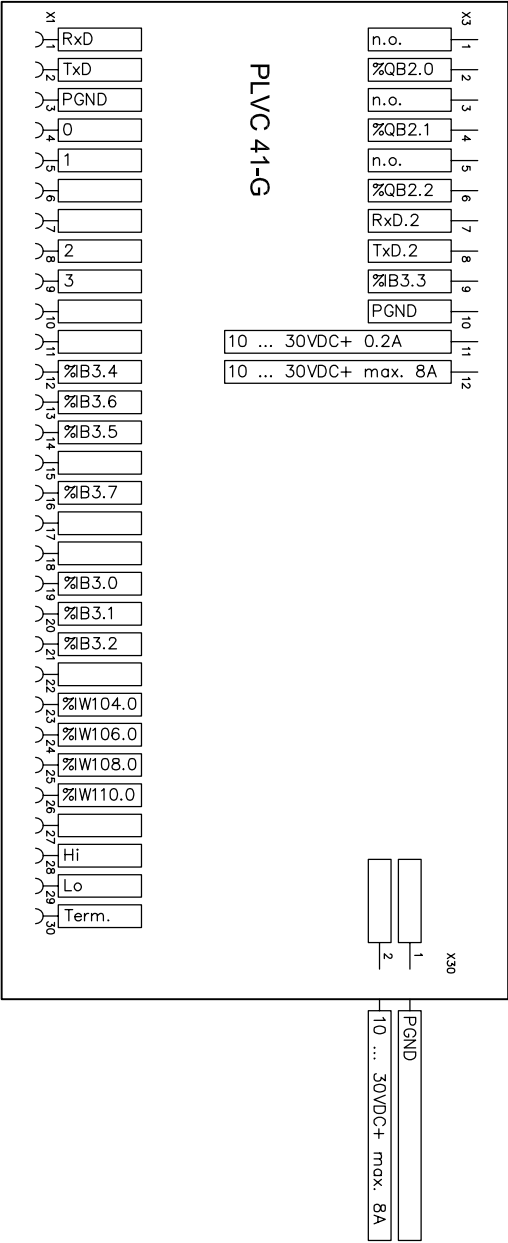 X1
1 RxD
2 TxD
3 PGND
4 0
5 1
6
7
8 2
9 3
10
11
12 %IB3.4
13 %IB3.6
14 %IB3.5
15
16 %IB3.7
17
18
19 %IB3.0
20 %IB3.1
21 %IB3.2
22
23 %IW104.0
24 %IW106.0
25 %IW108.0
26 %IW110.0
27
28 Hi
29 Lo
30 Term.
PLVC 41-G
X3
n.o. 1
%QB2.0 2
n.o. 3
%QB2.1 4
n.o. 5
%QB2.2 6
RxD.2 7
TxD.2 8
%IB3.3 9
PGND 10
10 ... 30VDC+ 0.2A 11
10 ... 30VDC+ max. 8A 12
X30
1
2
PGND
10 ... 30VDC+ max. 8A